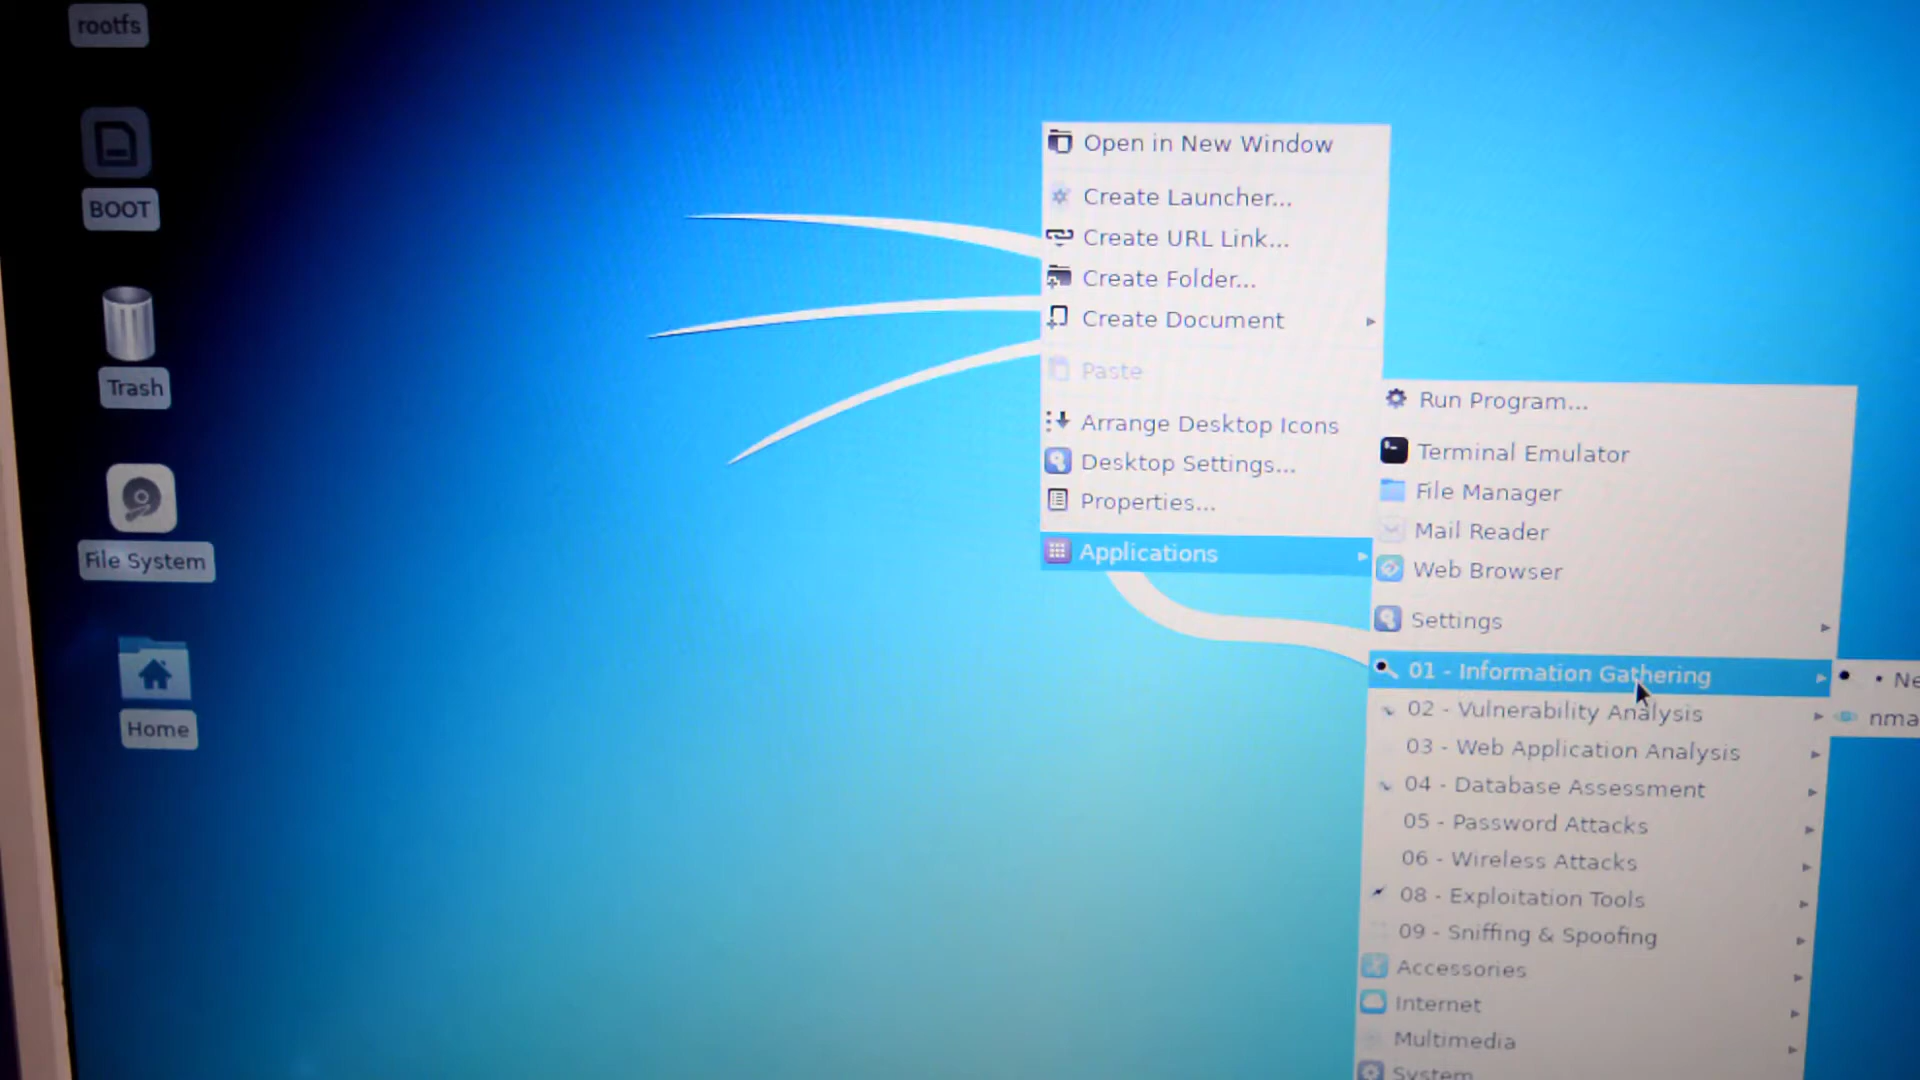 rootfs
BOOT
Trash
File System
Home
Open in New Window
Create Launcher...
Create URL Link...
Create Folder...
Create Document
Paste
Arrange Desktop Icons
Desktop Settings...
Properties...
Applications
Run Program...
Terminal Emulator
File Manager
Mail Reader
Web Browser
Settings
01 - Information Gathering
02 - Vulnerability Analysis
03 - Web Application Analysis
04 - Database Assessment
05 - Password Attacks
06 - Wireless Attacks
08 - Exploitation Tools
09 - Sniffing & Spoofing
Accessories
Internet
Multimedia
System
• Ne
nma